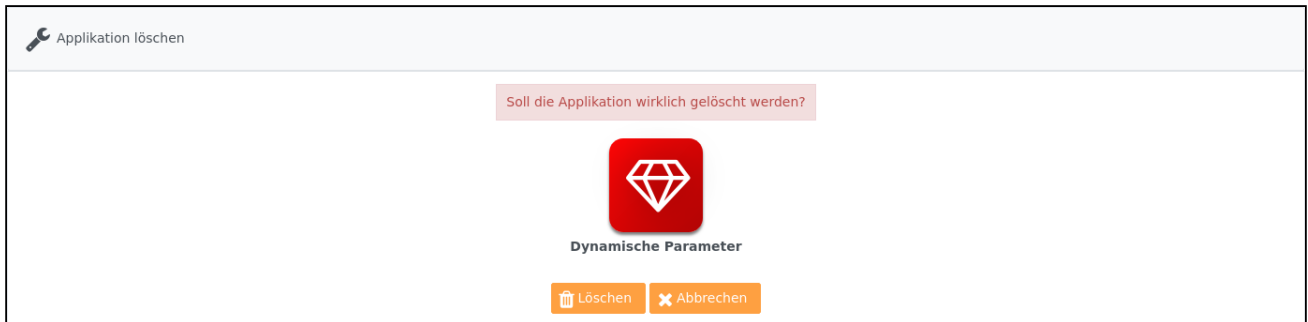 Applikation löschen
Soll die Applikation wirklich gelöscht werden?
Dynamische Parameter
Löschen Abbrechen